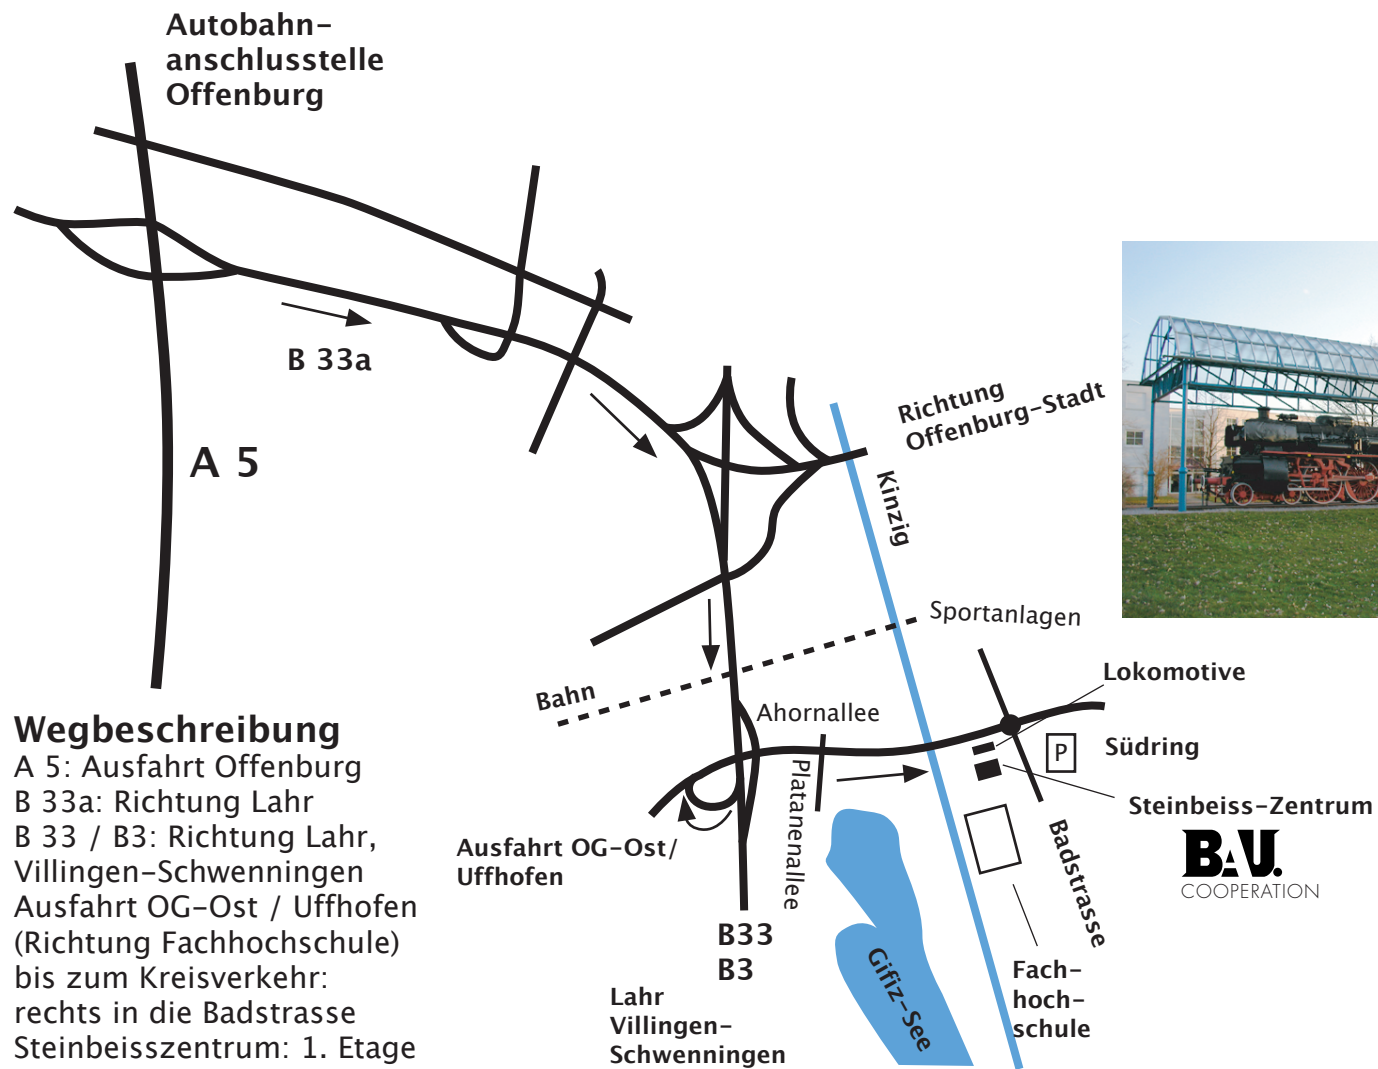 Autobahn-
anschlusstelle
Offenburg
B 33a
A 5
Richtung
Offenburg-Stadt
Kinzig
Sportanlagen
Bahn
Lokomotive
Ahornallee
P
Südring
Platanenallee
Steinbeiss-Zentrum
BAU.
COOPERATION
Badstrasse
Ausfahrt OG-Ost/
Uffhofen
B33
B3
Gifiz-See
Fach-
hoch-
schule
Lahr
Villingen-
Schwenningen
Wegbeschreibung
A 5: Ausfahrt Offenburg
B 33a: Richtung Lahr
B 33 / B3: Richtung Lahr,
Villingen-Schwenningen
Ausfahrt OG-Ost / Uffhofen
(Richtung Fachhochschule)
bis zum Kreisverkehr:
rechts in die Badstrasse
Steinbeisszentrum: 1. Etage